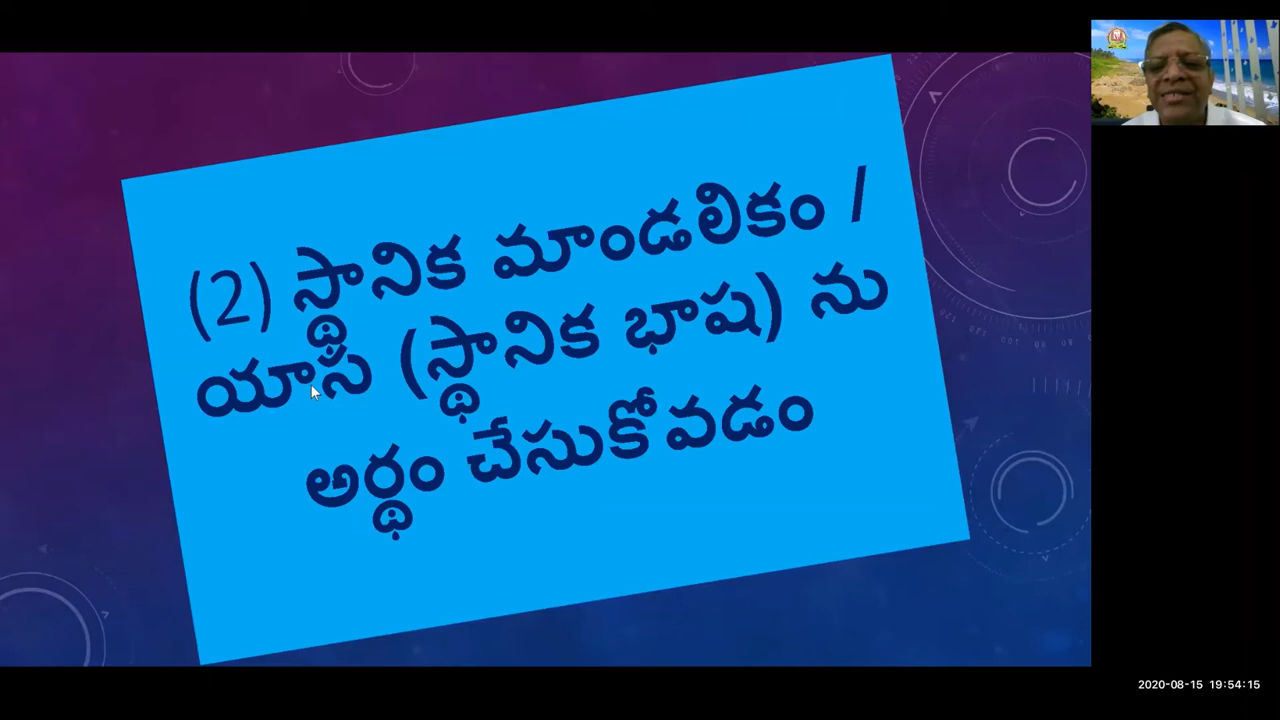 (2) స్థానిక మాండలికం /
యాస (స్థానిక భాష) ను
అర్థం చేసుకోవడం
2020-08-15 19:54:15